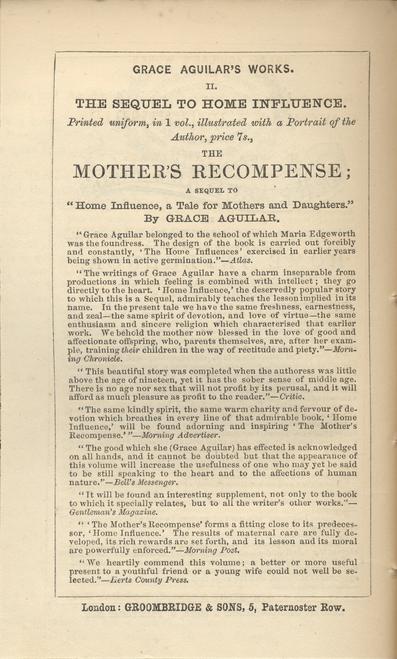 GRACE AGUILAR'S WORKS.
II.
THE SEQUEL TO HOME INFLUENCE.
Printed uniform, in 1 vol., illustrated with a Portrait of the
Author, price 7s.,
THE
MOTHER'S RECOMPENSE;
A SEQUEL TO
"Home Influence, a Tale for Mothers and Daughters."
By GRACE AGUILAR.
"Grace Aguilar belonged to the school of which Maria Edgeworth
was the foundress. The design of the book is carried out forcibly
and constantly, 'The Home Influences' exercised in earlier years
being shown in active germination."—Atlas.
"The writings of Grace Aguilar have a charm inseparable from
productions in which feeling is combined with intellect; they go
directly to the heart. 'Home Influence,' the deservedly popular story
to which this is a Sequel, admirably teaches the lesson implied in its
name. In the present tale we have the same freshness, earnestness,
and zeal—the same spirit of devotion, and love of virtue—the same
enthusiasm and sincere religion which characterised that earlier
work. We behold the mother now blessed in the love of good and
affectionate offspring, who, parents themselves, are, after her exam-
ple, training their children in the way of rectitude and piety."—Morn-
ing Chronicle.
"This beautiful story was completed when the authoress was little
above the age of nineteen, yet it has the sober sense of middle age.
There is no age nor sex that will not profit by its perusal, and it will
afford as much pleasure as profit to the reader."—Critic.
"The same kindly spirit, the same warm charity and fervour of de-
votion which breathes in every line of that admirable book, 'Home
Influence,' will be found adorning and inspiring 'The Mother's
Recompense.'"—Morning Advertiser.
"The good which she (Grace Aguilar) has effected is acknowledged
on all hands, and it cannot be doubted but that the appearance of
this volume will increase the usefulness of one who may yet be said
to be still speaking to the heart and to the affections of human
nature."—Bell's Messenger.
"It will be found an interesting supplement, not only to the book
to which it specially relates, but to all the writer's other works."—
Gentleman's Magazine.
"'The Mother's Recompense' forms a fitting close to its predeces-
sor, 'Home Influence.' The results of maternal care are fully de-
veloped, its rich rewards are set forth, and its lesson and its moral
are powerfully enforced."—Morning Post.
"We heartily commend this volume; a better or more useful
present to a youthful friend or a young wife could not well be se-
lected."—Herts County Press.
London: GROOMBRIDGE & SONS, 5, Paternoster Row.